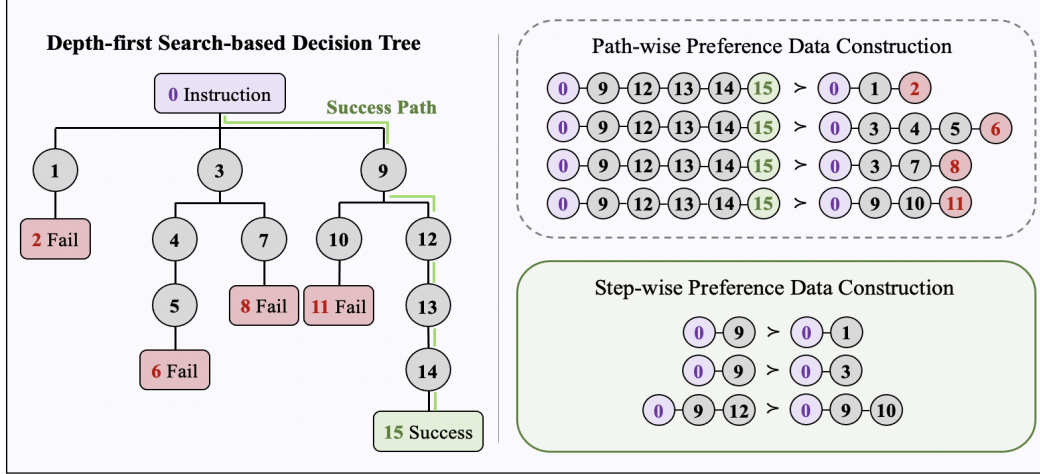 Depth-first Search-based Decision Tree
0 Instruction
Success Path
1
3
9
2 Fail
4
7
10
12
5
8 Fail
11 Fail
13
6 Fail
14
15 Success
Path-wise Preference Data Construction
0 9 12 13 14 15 ≻ 0 1 2
0 9 12 13 14 15 ≻ 0 3 4 5 6
0 9 12 13 14 15 ≻ 0 3 7 8
0 9 12 13 14 15 ≻ 0 9 10 11
Step-wise Preference Data Construction
0 9 ≻ 0 1
0 9 ≻ 0 3
0 9 12 ≻ 0 9 10